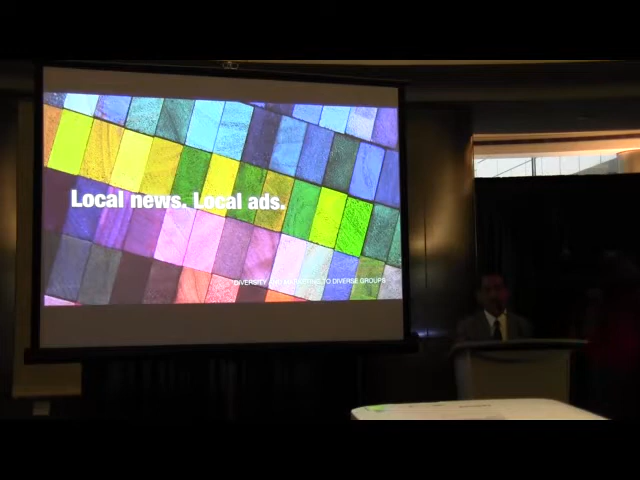 Local news. Local ads.
DIVERSITY AND MARKETING TO DIVERSE GROUPS